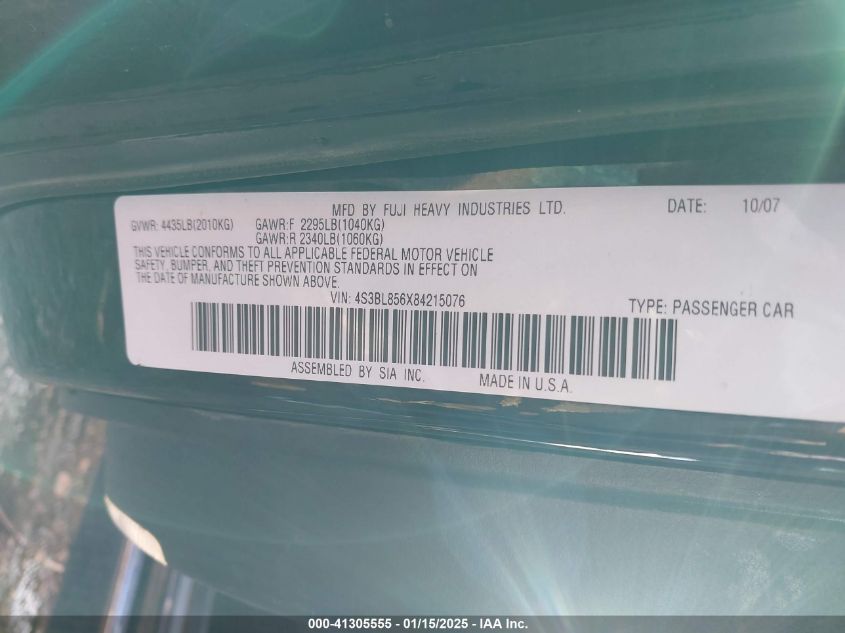 MFD BY FUJI HEAVY INDUSTRIES LTD. DATE: 10/07
GVWR: 4435LB(2010KG) GAWR:F 2295LB(1040KG)
GAWR:R 2340LB(1060KG)
THIS VEHICLE CONFORMS TO ALL APPLICABLE FEDERAL MOTOR VEHICLE
SAFETY, BUMPER, AND THEFT PREVENTION STANDARDS IN EFFECT ON
THE DATE OF MANUFACTURE SHOWN ABOVE.
VIN: 4S3BL856X84215076 TYPE: PASSENGER CAR
ASSEMBLED BY SIA INC. MADE IN U.S.A.
000-41305555 - 01/15/2025 - IAA Inc.